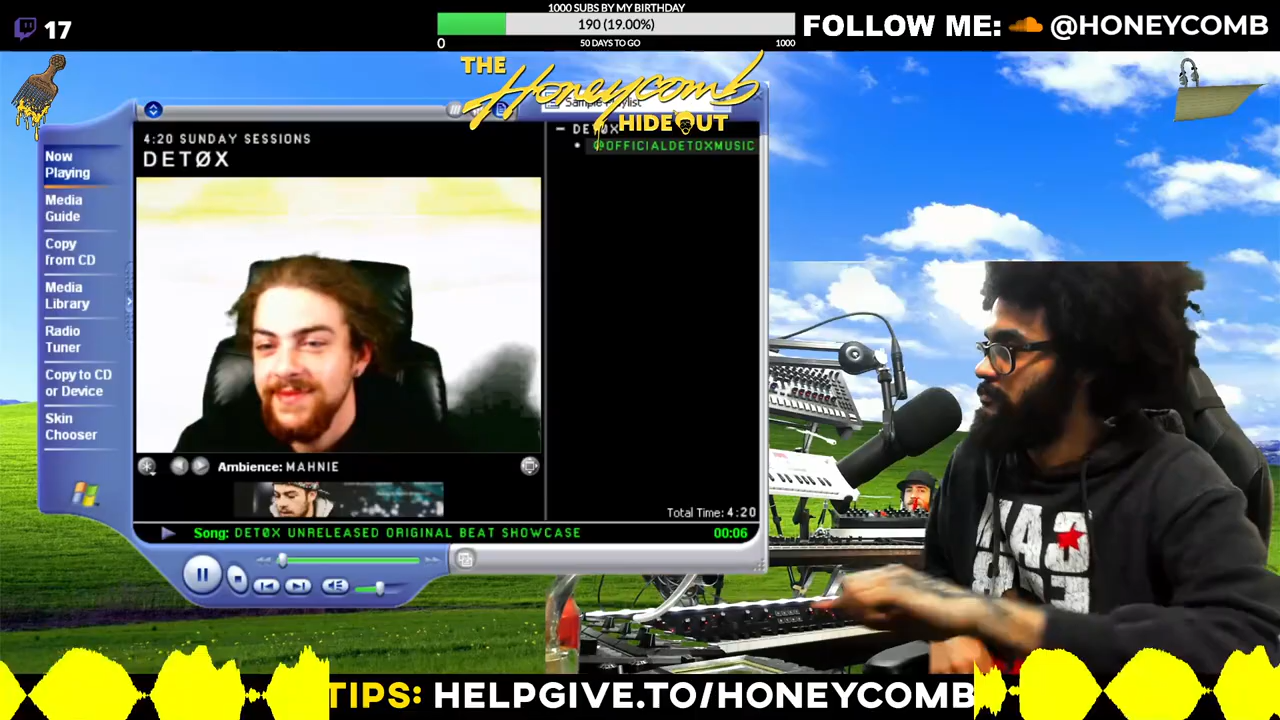 17
1000 SUBS BY MY BIRTHDAY
190 (19.00%)
0
50 DAYS TO GO
1000
FOLLOW ME:
@HONEYCOMB
THE
Honeycomb
HIDEOUT
Sample Playlist
4:20 SUNDAY SESSIONS
DETØX
DETØX
@OFFICIALDETOXMUSIC
Now
Playing
Media
Guide
Copy
from CD
Media
Library
Radio
Tuner
Copy to CD
or Device
Skin
Chooser
Ambience: MAHNIE
Total Time: 4:20
Song: DETØX UNRELEASED ORIGINAL BEAT SHOWCASE
00:06
TIPS: HELPGIVE.TO/HONEYCOMB